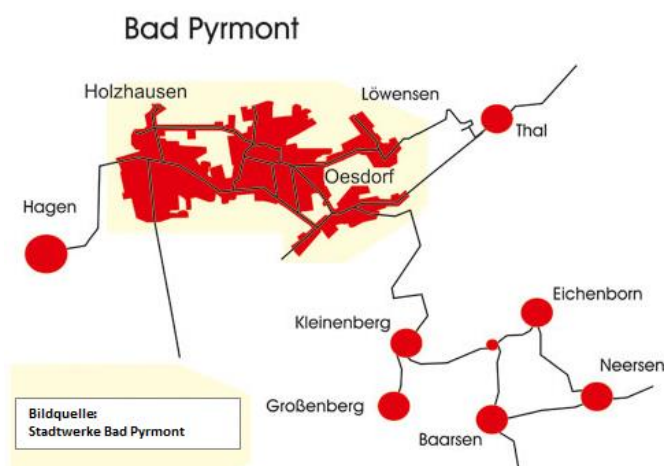 Bad Pyrmont
Holzhausen
Löwensen
Thal
Oesdorf
Hagen
Eichenborn
Kleinenberg
Neersen
Großenberg
Baarsen
Bildquelle:
Stadtwerke Bad Pyrmont